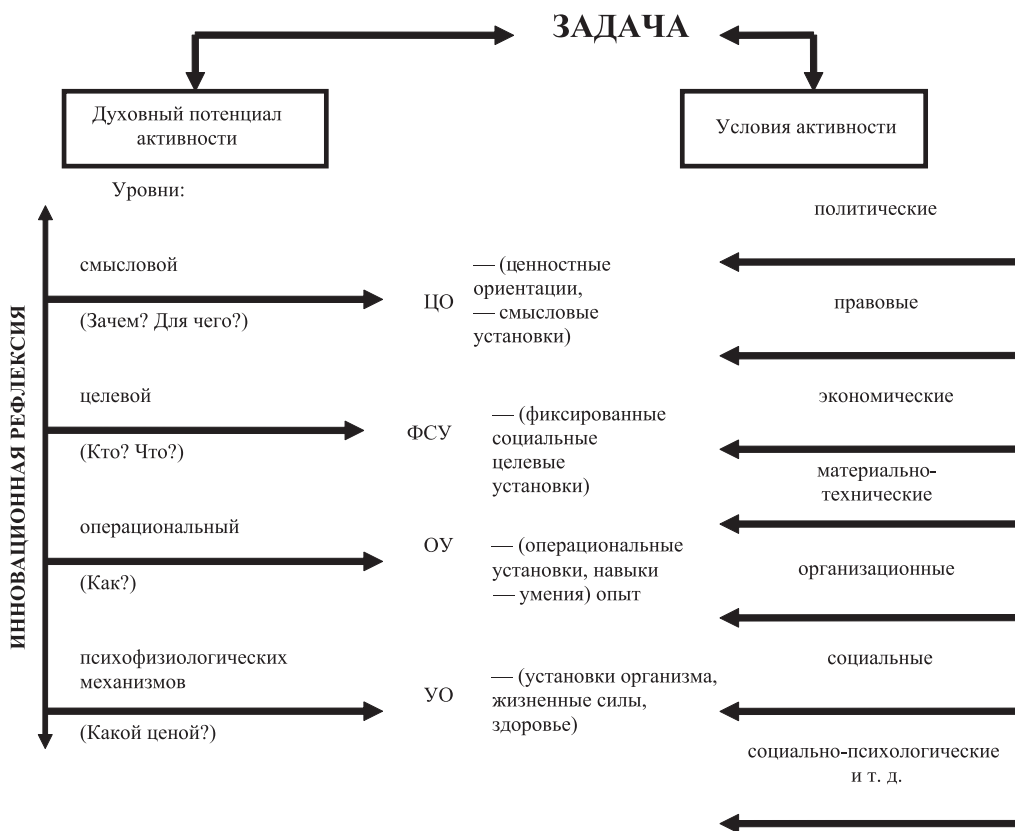 ЗАДАЧА
Духовный потенциал
активности
Условия активности
Уровни:
ИННОВАЦИОННАЯ РЕФЛЕКСИЯ
смысловой
(Зачем? Для чего?)
ЦО
— (ценностные
ориентации,
— смысловые
установки)
целевой
(Кто? Что?)
ФСУ
— (фиксированные
социальные
целевые
установки)
операциональный
(Как?)
ОУ
— (операциональные
установки, навыки
— умения) опыт
психофизиологических
механизмов
(Какой ценой?)
УО
— (установки организма,
жизненные силы,
здоровье)
политические
правовые
экономические
материально-
технические
организационные
социальные
социально-психологические
и т. д.